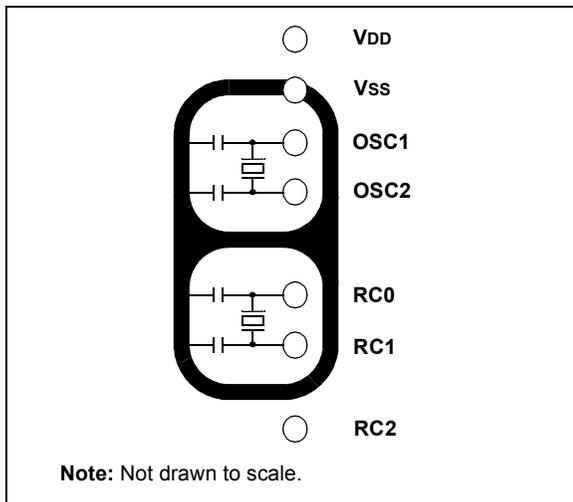 VDD
VSS
OSC1
OSC2
RC0
RC1
RC2
Note: Not drawn to scale.